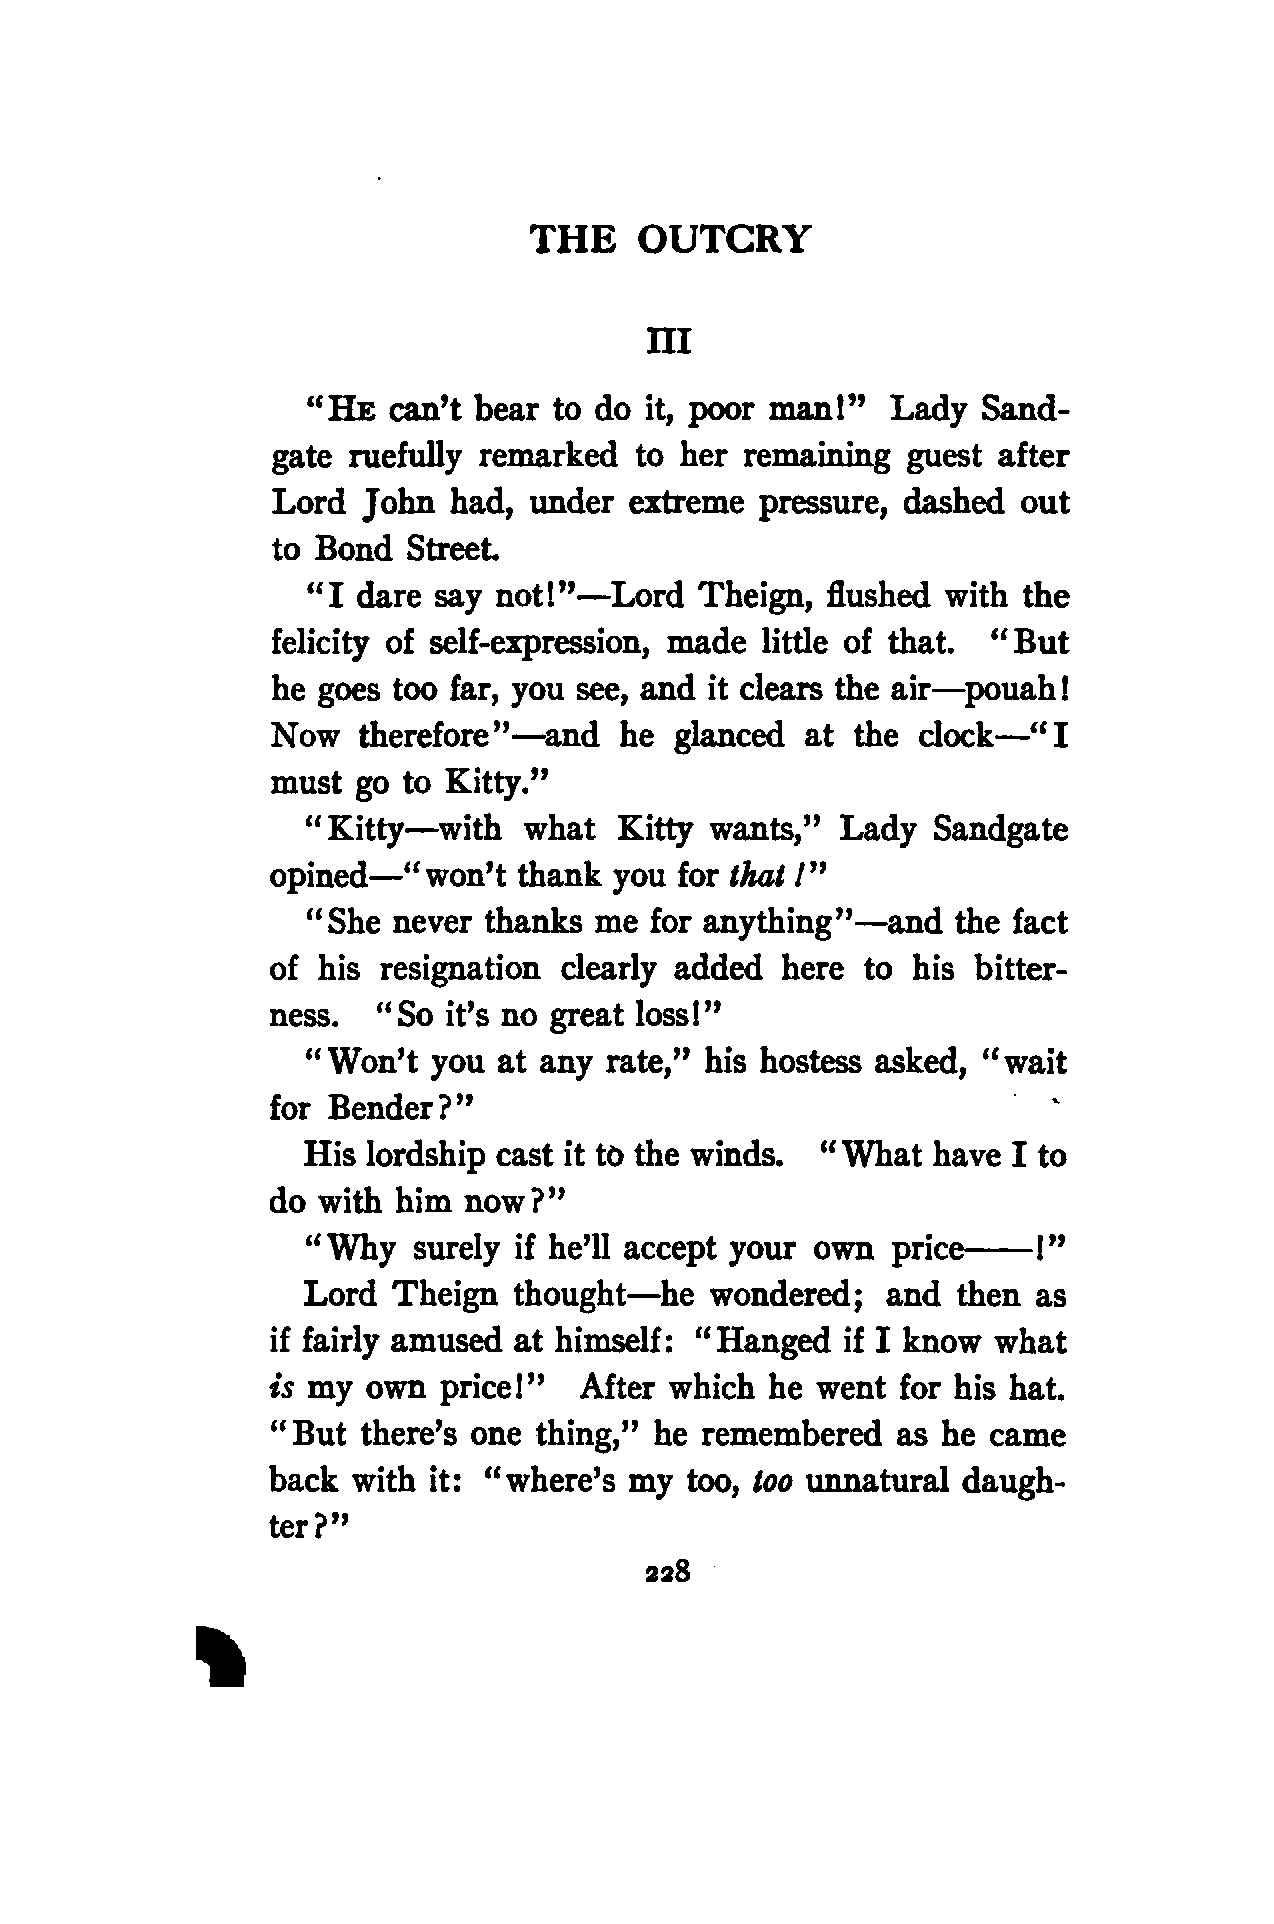 THE OUTCRY
III
“HE can’t bear to do it, poor man!” Lady Sand-
gate ruefully remarked to her remaining guest after
Lord John had, under extreme pressure, dashed out
to Bond Street.
“I dare say not!”—Lord Theign, flushed with the
felicity of self-expression, made little of that. “But
he goes too far, you see, and it clears the air—pouah!
Now therefore”—and he glanced at the clock—“I
must go to Kitty.”
“Kitty—with what Kitty wants,” Lady Sandgate
opined—“won’t thank you for that!”
“She never thanks me for anything”—and the fact
of his resignation clearly added here to his bitter-
ness. “So it’s no great loss!”
“Won’t you at any rate,” his hostess asked, “wait
for Bender?”
His lordship cast it to the winds. “What have I to
do with him now?”
“Why surely if he’ll accept your own price——!”
Lord Theign thought—he wondered; and then as
if fairly amused at himself: “Hanged if I know what
is my own price!” After which he went for his hat.
“But there’s one thing,” he remembered as he came
back with it: “where’s my too, too unnatural daugh-
ter?”
228